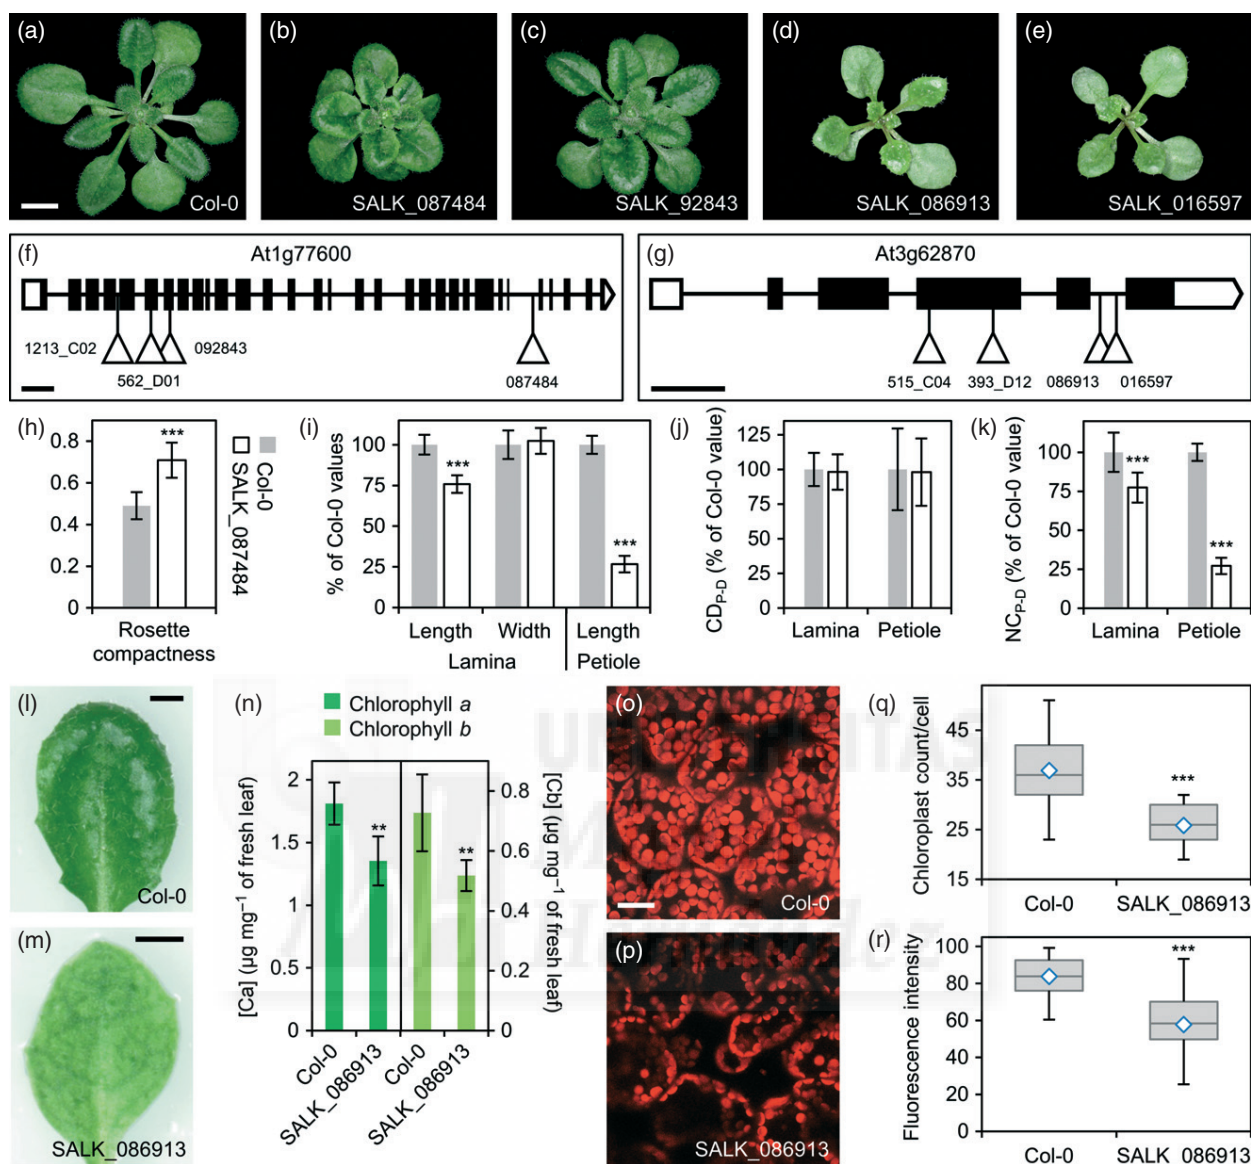 (a)
Col-0
(b)
SALK_087484
(c)
SALK_92843
(d)
SALK_086913
(e)
SALK_016597
(f)
At1g77600
1213_C02
562_D01
092843
087484
(g)
At3g62870
515_C04
393_D12
086913
016597
(h)
0.8
0.6
0.4
0.2
0
***
Rosette
compactness
Col-0
SALK_087484
(i)
% of Col-0 values
100
75
50
25
0
***
***
Length
Width
Length
Lamina
Petiole
(j)
CDP-D (% of Col-0 value)
125
100
75
50
25
0
Lamina
Petiole
(k)
NCP-D (% of Col-0 value)
100
75
50
25
0
***
***
Lamina
Petiole
(l)
Col-0
(m)
SALK_086913
(n)
Chlorophyll a
Chlorophyll b
[Ca] (µg mg–1 of fresh leaf)
2
1.5
1
0.5
0
**
**
0.8
0.6
0.4
0.2
0
[Cb] (µg mg–1 of fresh leaf)
Col-0
SALK_086913
Col-0
SALK_086913
(o)
Col-0
(p)
SALK_086913
(q)
Chloroplast count/cell
45
35
25
15
***
Col-0
SALK_086913
(r)
Fluorescence intensity
100
80
60
40
20
0
***
Col-0
SALK_086913